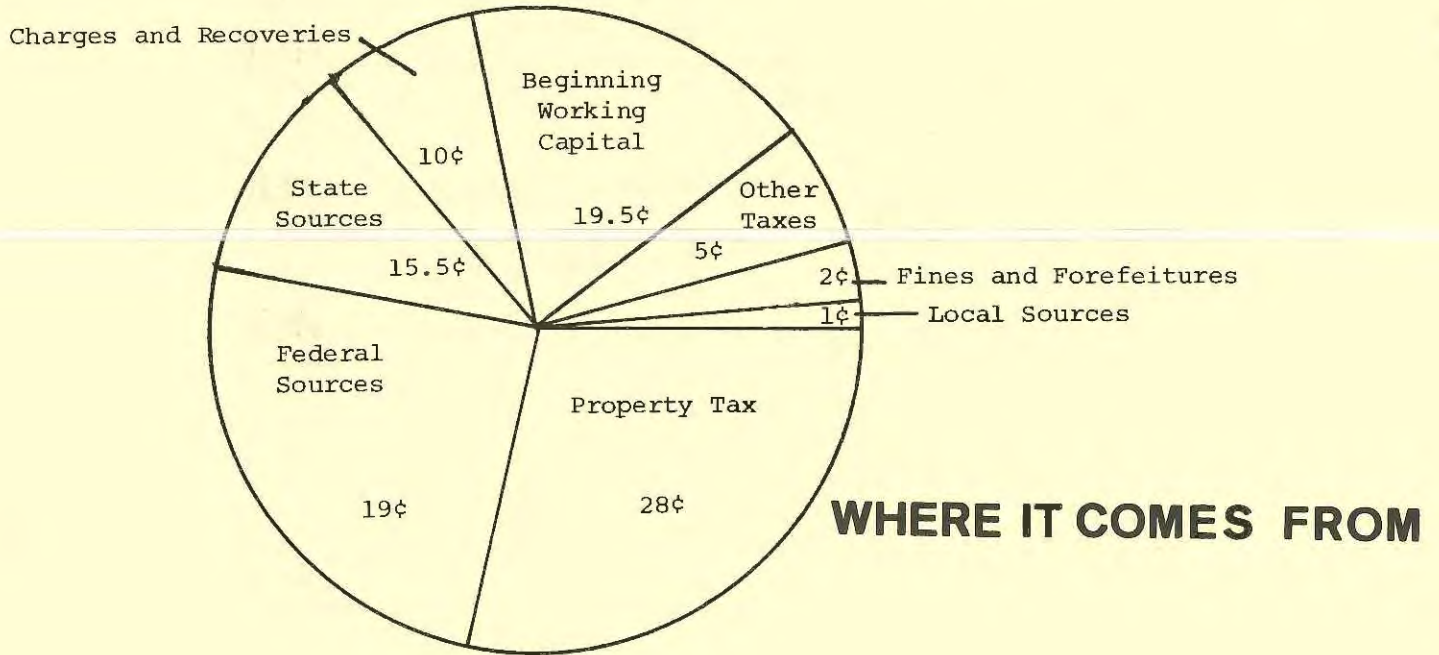 Charges and Recoveries
Beginning
Working
Capital
10¢
State
Sources
19.5¢
Other
Taxes
15.5¢
5¢
2¢ Fines and Forefeitures
1¢ Local Sources
Federal
Sources
Property Tax
19¢
28¢
WHERE IT COMES FROM